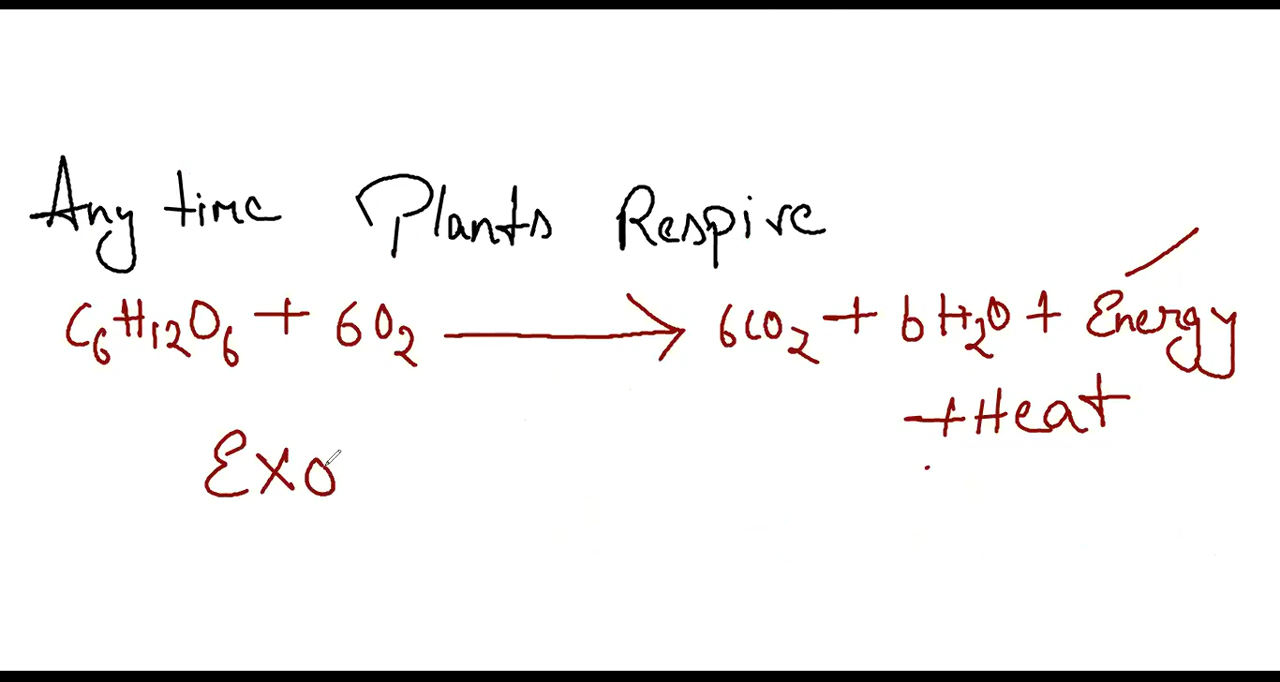 Any time Plants Respire
C₆H₁₂O₆ + 6O₂ → 6CO₂ + 6H₂O + Energy
+ Heat
Exo